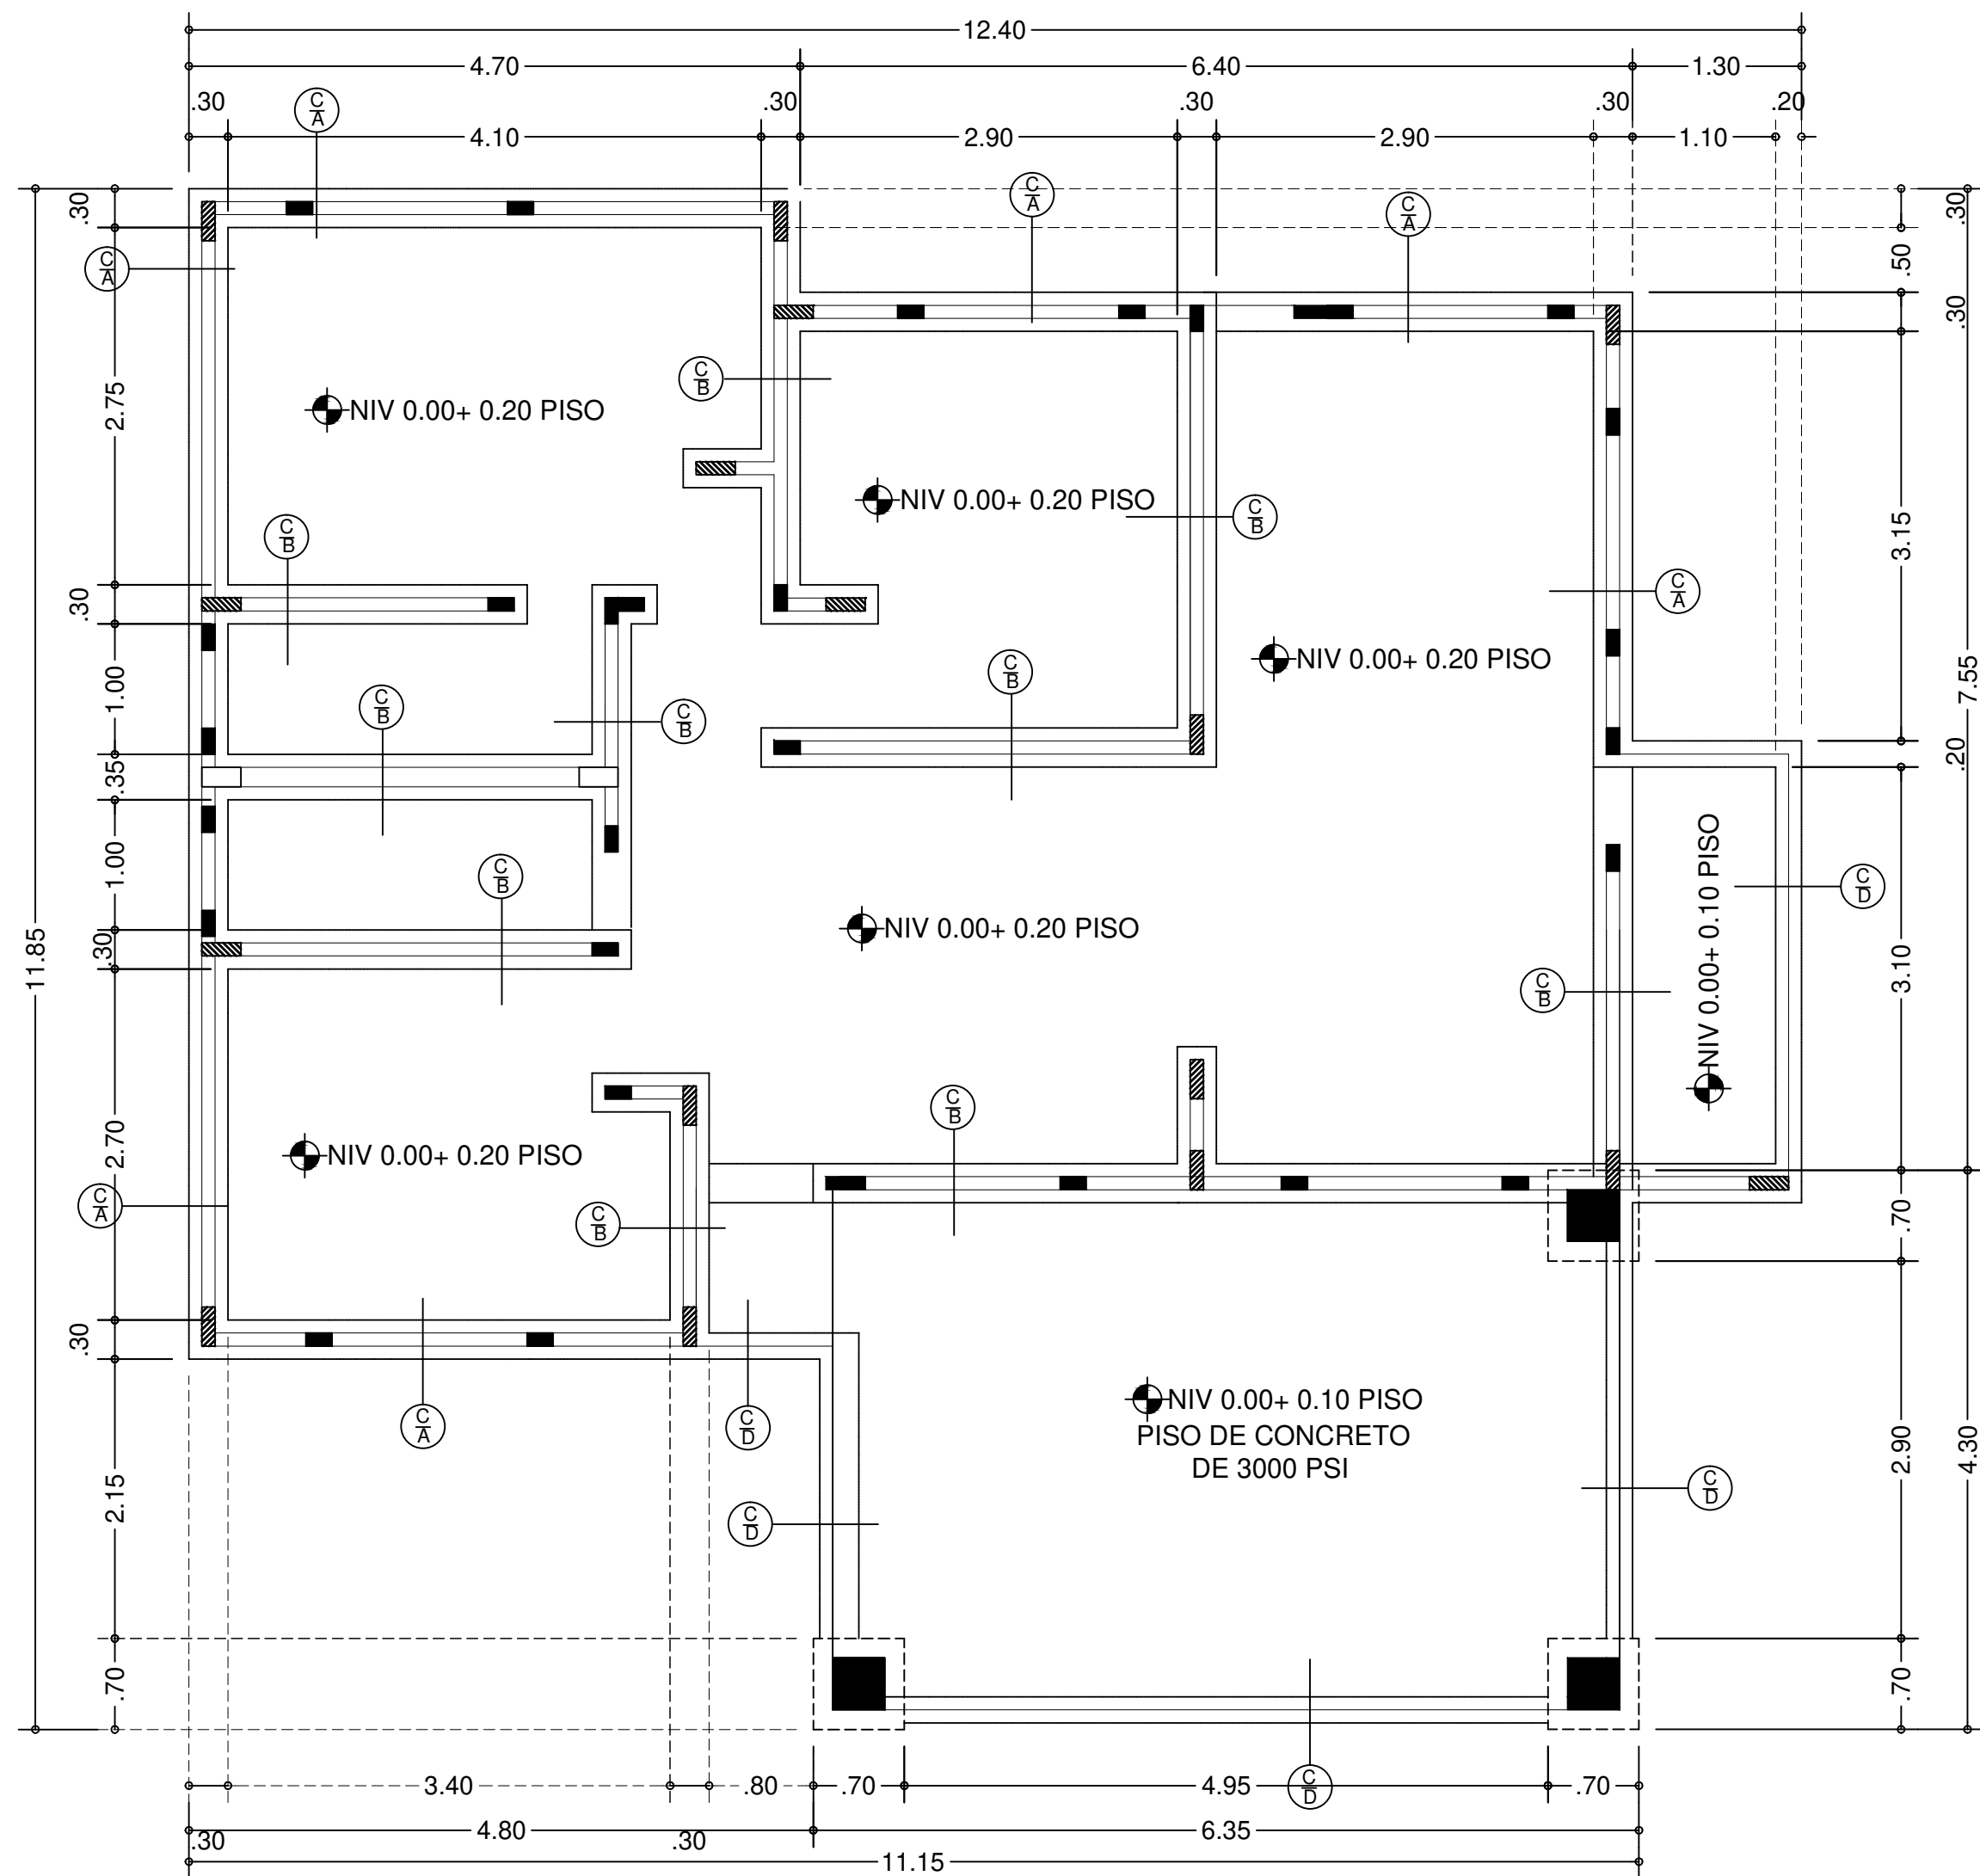 12.40
4.70 6.40 1.30
.30 .30 .30 .30 .20
4.10 2.90 2.90 1.10
C A
C A
C A
C A
.30
.30
.50
.30
C B
2.75
NIV 0.00+ 0.20 PISO
NIV 0.00+ 0.20 PISO
C B
C B
3.15
C A
.30
NIV 0.00+ 0.20 PISO
C B
7.55
1.00
C B
C B
.20
.35
1.00
C B
C D
NIV 0.00+ 0.10 PISO
NIV 0.00+ 0.20 PISO
11.85
.30
3.10
C B
C B
2.70
NIV 0.00+ 0.20 PISO
C A
C B
.70
.30
C A
C D
NIV 0.00+ 0.10 PISO
PISO DE CONCRETO
DE 3000 PSI
2.90
4.30
2.15
C D
C D
.70
.70
3.40 .80 .70 4.95 .70
C D
4.80 6.35
.30 .30
11.15